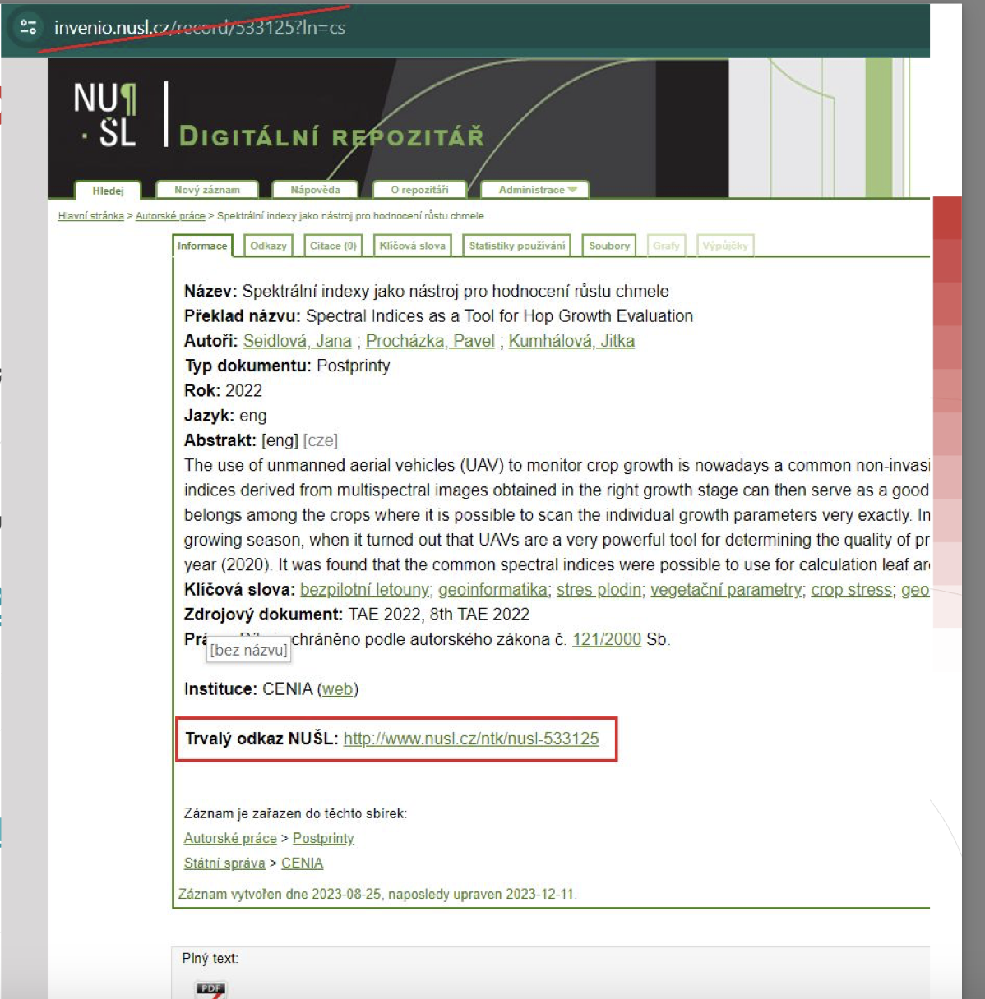 invenio.nusl.cz/record/533125?ln=cs
NU¶
· ŠL
DIGITÁLNÍ REPOZITÁŘ
Hledej
Nový záznam
Nápověda
O repozitáři
Administrace
Hlavní stránka > Autorské práce > Spektrální indexy jako nástroj pro hodnocení růstu chmele
Informace
Odkazy
Citace (0)
Klíčová slova
Statistiky používání
Soubory
Grafy
Výpůjčky
Název: Spektrální indexy jako nástroj pro hodnocení růstu chmele
Překlad názvu: Spectral Indices as a Tool for Hop Growth Evaluation
Autoři: Seidlová, Jana ; Procházka, Pavel ; Kumhálová, Jitka
Typ dokumentu: Postprinty
Rok: 2022
Jazyk: eng
Abstrakt: [eng] [cze]
The use of unmanned aerial vehicles (UAV) to monitor crop growth is nowadays a common non-invasi
indices derived from multispectral images obtained in the right growth stage can then serve as a good
belongs among the crops where it is possible to scan the individual growth parameters very exactly. In
growing season, when it turned out that UAVs are a very powerful tool for determining the quality of pr
year (2020). It was found that the common spectral indices were possible to use for calculation leaf ar
Klíčová slova: bezpilotní letouny; geoinformatika; stres plodin; vegetační parametry; crop stress; geo
Zdrojový dokument: TAE 2022, 8th TAE 2022
Prá chráněno podle autorského zákona č. 121/2000 Sb.
[bez názvu]
Instituce: CENIA (web)
Trvalý odkaz NUŠL: http://www.nusl.cz/ntk/nusl-533125
Záznam je zařazen do těchto sbírek:
Autorské práce > Postprinty
Státní správa > CENIA
Záznam vytvořen dne 2023-08-25, naposledy upraven 2023-12-11.
Plný text:
PDF